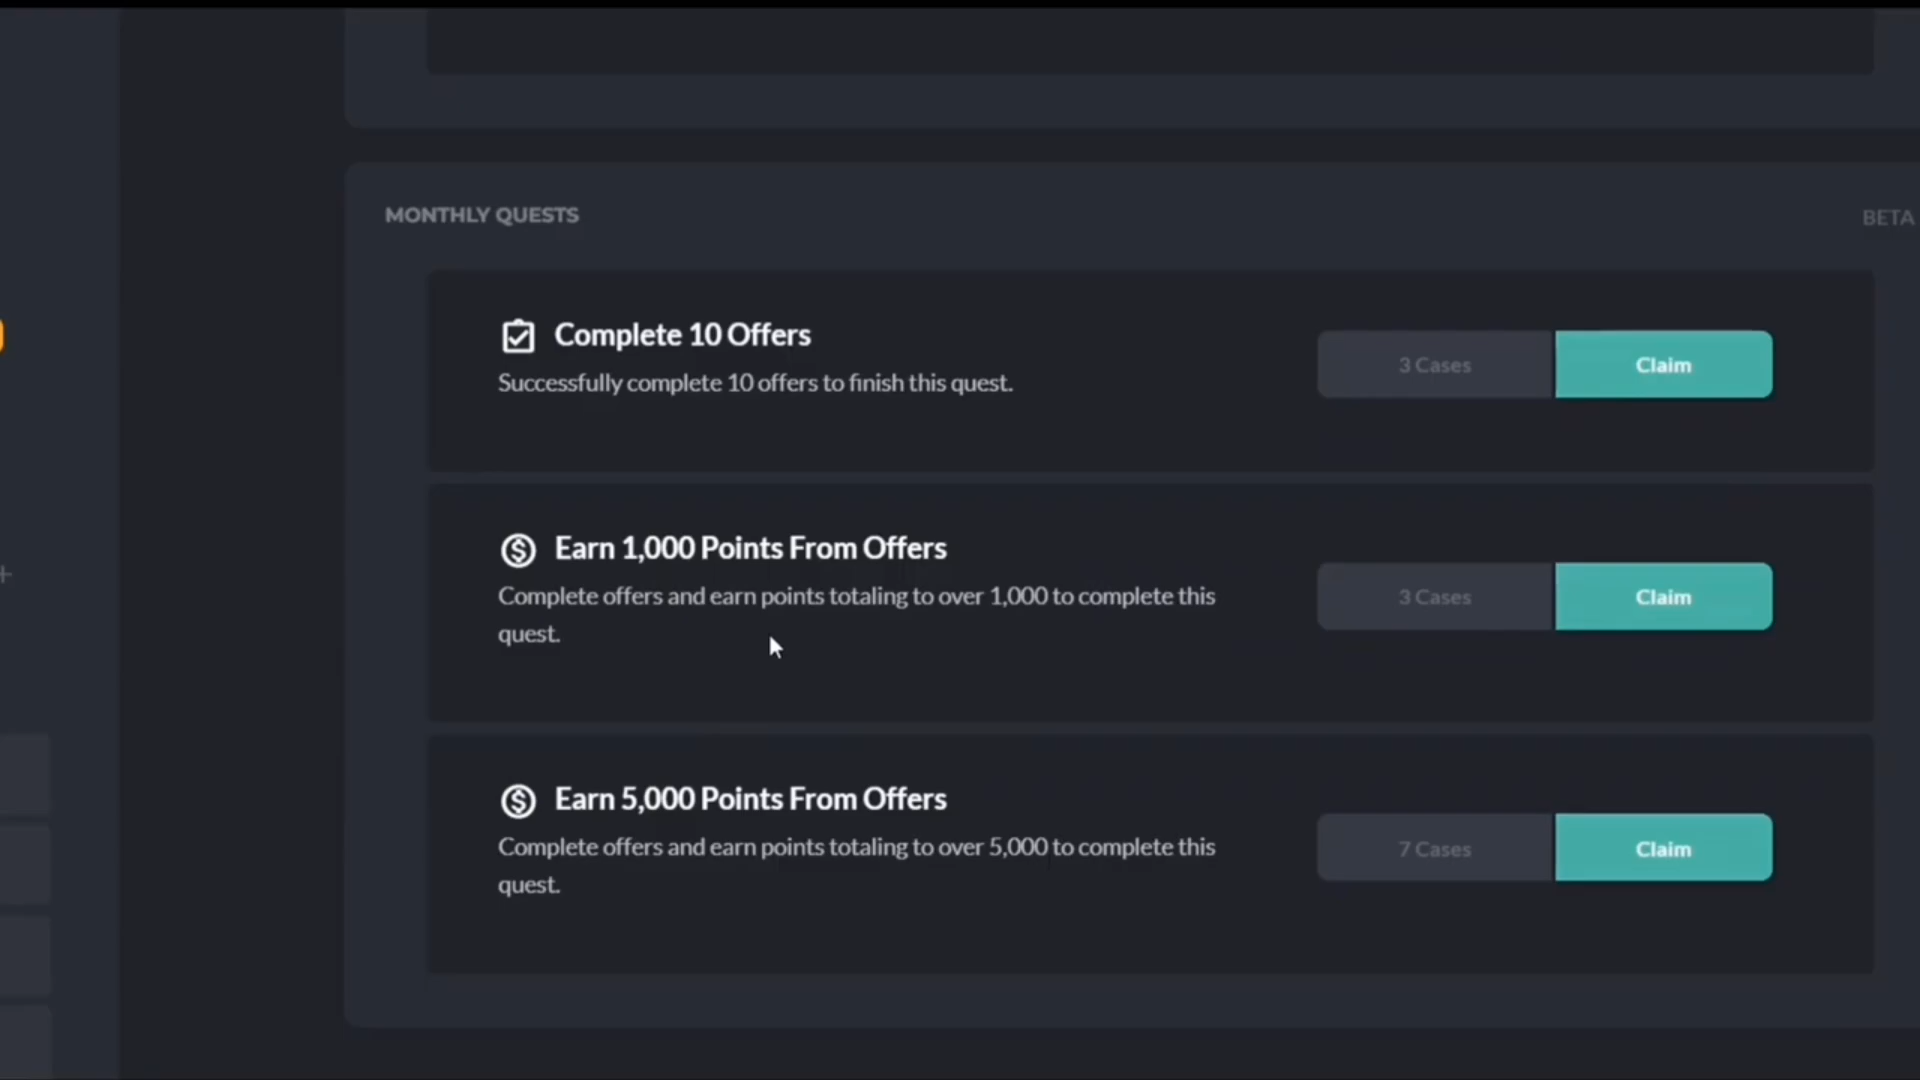 MONTHLY QUESTS
BETA
Complete 10 Offers
Successfully complete 10 offers to finish this quest.
3 Cases
Claim
Earn 1,000 Points From Offers
Complete offers and earn points totaling to over 1,000 to complete this
quest.
3 Cases
Claim
Earn 5,000 Points From Offers
Complete offers and earn points totaling to over 5,000 to complete this
quest.
7 Cases
Claim